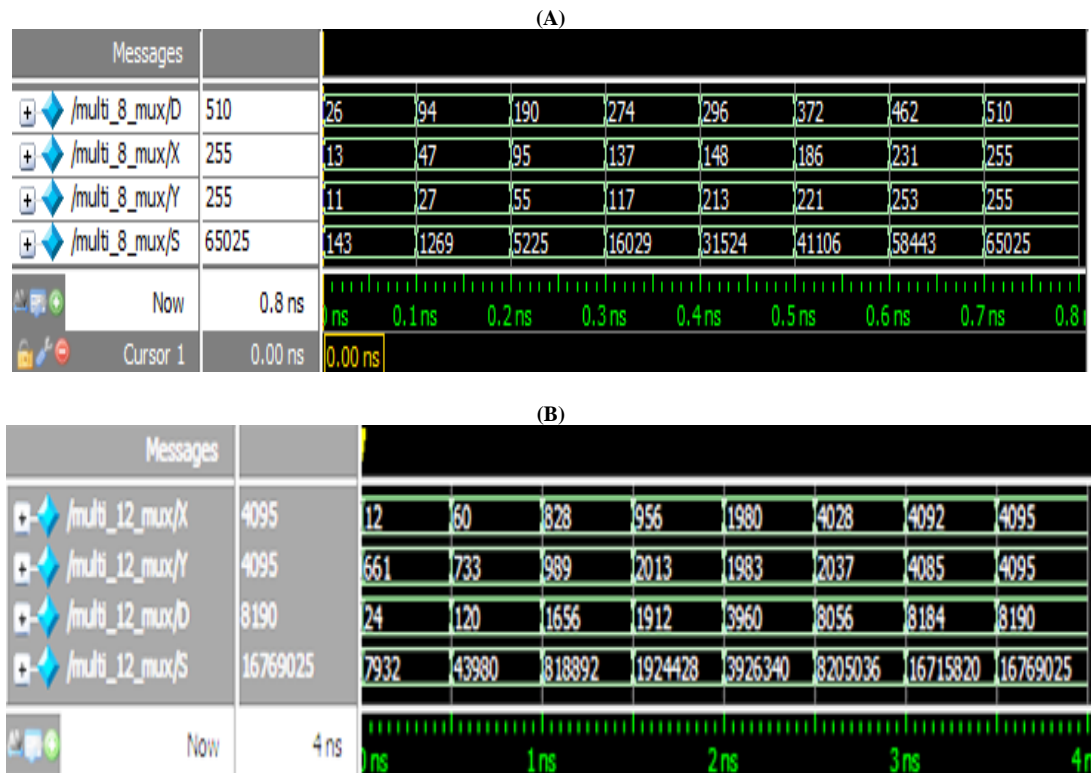 (A)
Messages
/multi_8_mux/D 510 26 94 190 274 296 372 462 510
/multi_8_mux/X 255 13 47 95 137 148 186 231 255
/multi_8_mux/Y 255 11 27 55 117 213 221 253 255
/multi_8_mux/S 65025 143 1269 5225 16029 31524 41106 58443 65025
Now 0.8 ns ns 0.1 ns 0.2 ns 0.3 ns 0.4 ns 0.5 ns 0.6 ns 0.7 ns 0.8
Cursor 1 0.00 ns 0.00 ns
(B)
Messages
/multi_12_mux/X 4095 12 60 828 956 1980 4028 4092 4095
/multi_12_mux/Y 4095 661 733 989 2013 1983 2037 4085 4095
/multi_12_mux/D 8190 24 120 1656 1912 3960 8056 8184 8190
/multi_12_mux/S 16769025 7932 43980 818892 1924428 3926340 8205036 16715820 16769025
Now 4 ns ns 1 ns 2 ns 3 ns 4